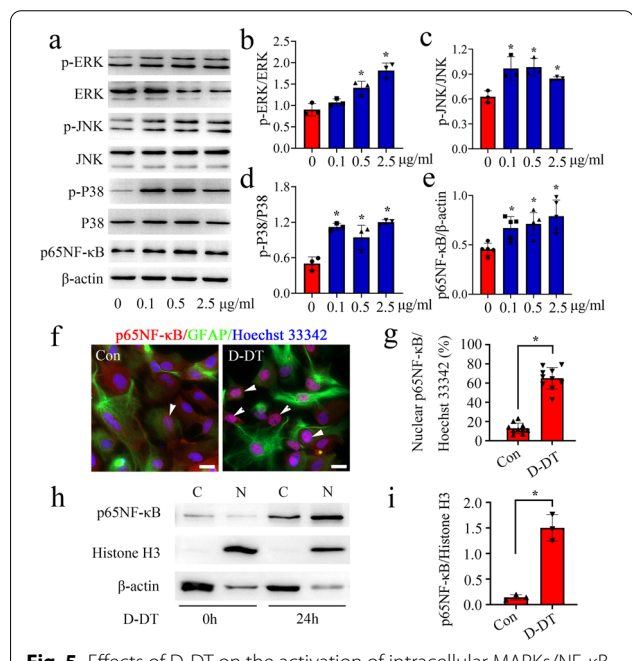 a
p-ERK
ERK
p-JNK
JNK
p-P38
P38
p65NF-κB
β-actin
0 0.1 0.5 2.5 μg/ml
b
p-ERK/ERK
2.5
2.0
1.5
1.0
0.5
0.0
* *
0 0.1 0.5 2.5 μg/ml
c
p-JNK/JNK
1.2
0.9
0.6
0.3
0.0
* * *
0 0.1 0.5 2.5
d
p-P38/P38
1.8
1.2
0.6
0.0
* * *
0 0.1 0.5 2.5 μg/ml
e
p65NF-κB/β-actin
1.0
0.5
0.0
* * *
0 0.1 0.5 2.5
f
p65NF-κB/GFAP/Hoechst 33342
Con
D-DT
g
Nuclear p65NF-κB/
Hoechst 33342 (%)
100
80
60
40
20
0
*
Con D-DT
h
C N C N
p65NF-κB
Histone H3
β-actin
D-DT 0h 24h
i
p65NF-κB/Histone H3
2.0
1.5
1.0
0.5
0.0
*
Con D-DT
Fig. 5 Effects of D-DT on the activation of intracellular MAPKs/NF-κB